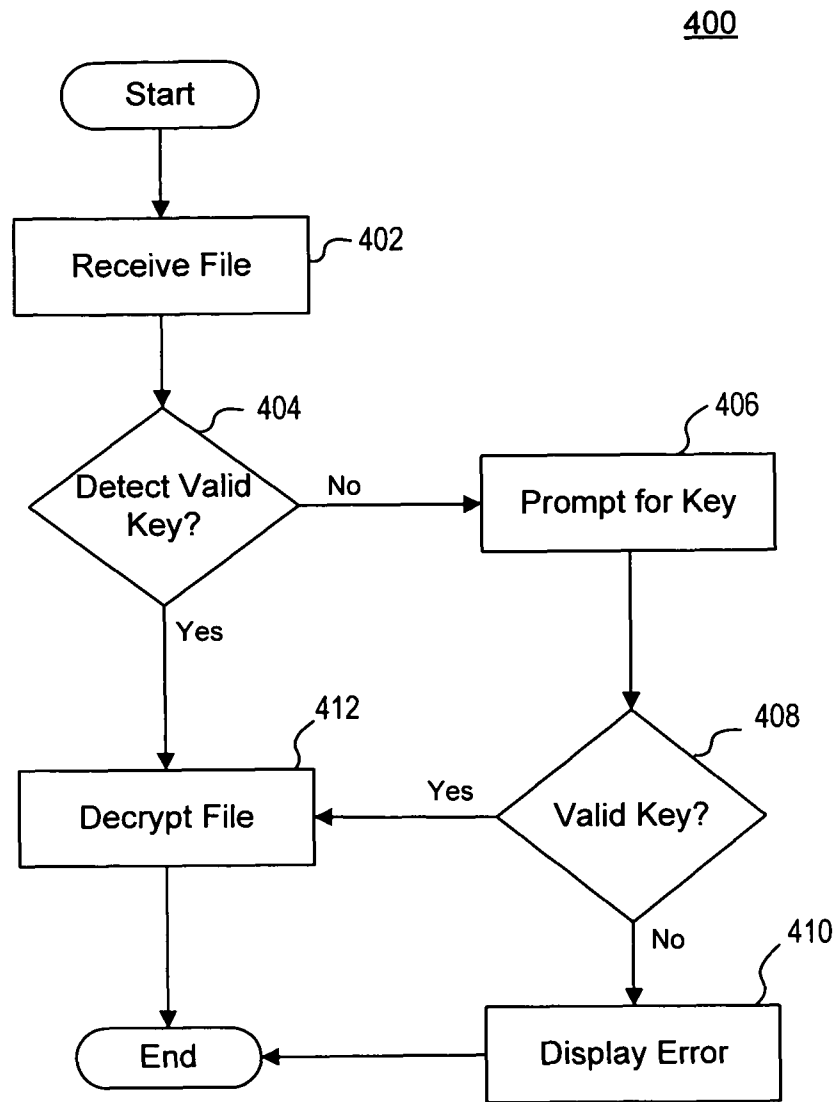 400
Start
Receive File
402
404
Detect Valid
Key?
No
406
Prompt for Key
Yes
412
Decrypt File
Yes
408
Valid Key?
No
410
Display Error
End